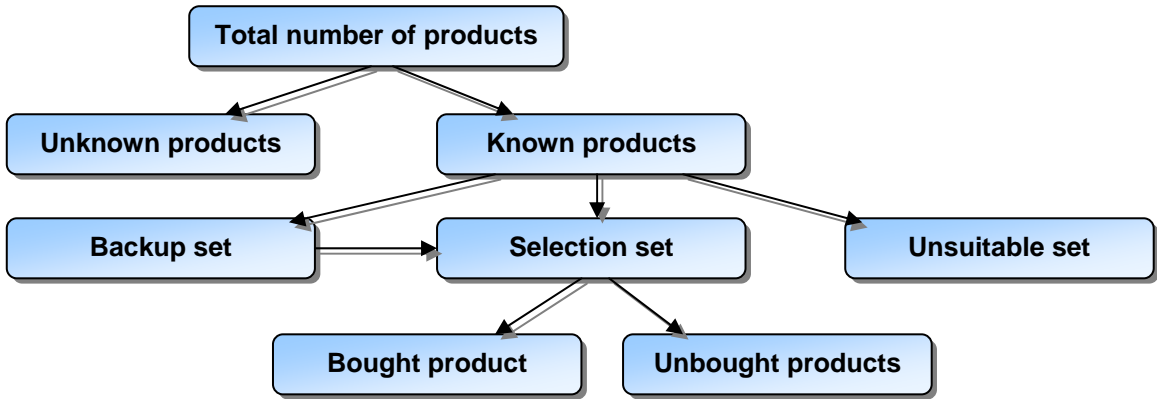 Total number of products
Unknown products
Known products
Backup set
Selection set
Unsuitable set
Bought product
Unbought products